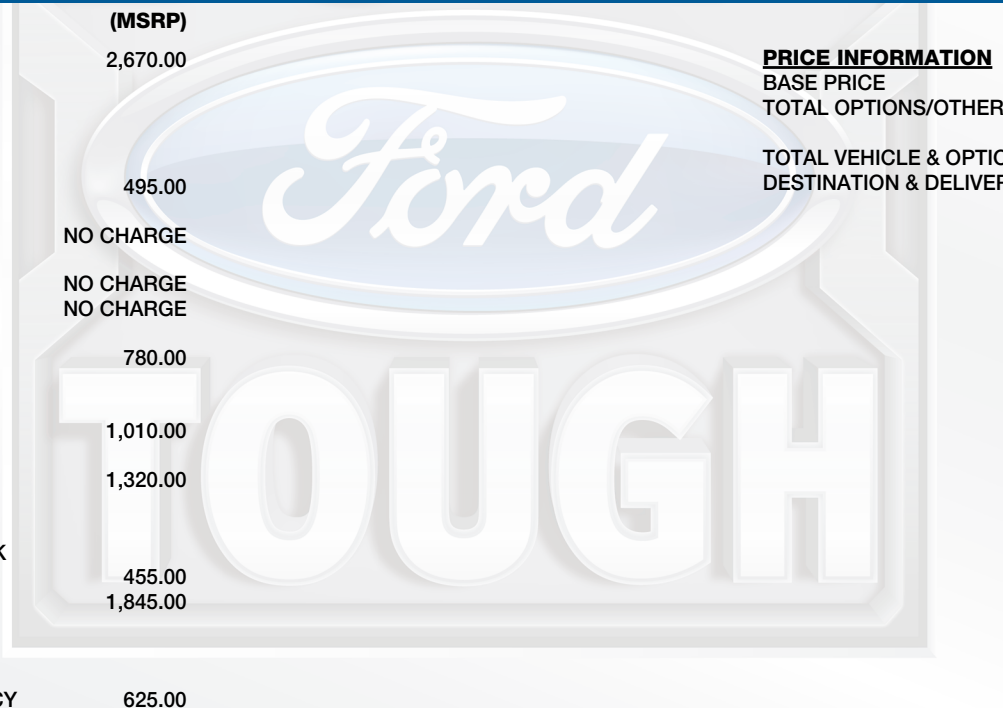 (MSRP)
2,670.00
495.00
NO CHARGE
NO CHARGE
NO CHARGE
780.00
1,010.00
1,320.00
K
455.00
1,845.00
CY 625.00
PRICE INFORMATION
BASE PRICE
TOTAL OPTIONS/OTHER
TOTAL VEHICLE & OPTIO
DESTINATION & DELIVER
Ford
TOUGH